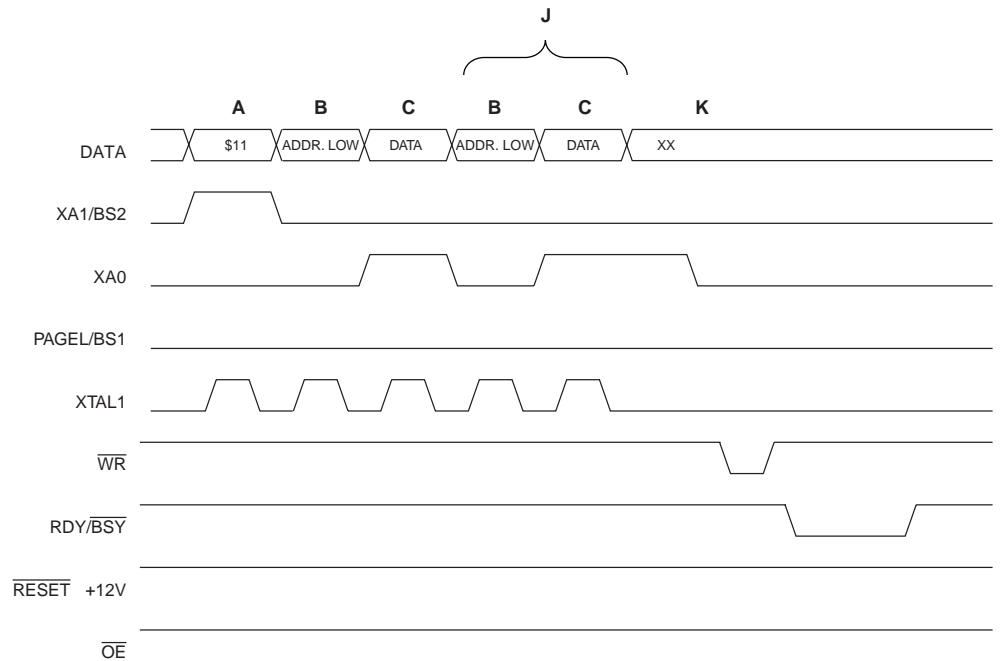 J
A B C B C K
DATA $11 ADDR. LOW DATA ADDR. LOW DATA XX
XA1/BS2
XA0
PAGEL/BS1
XTAL1
WR
RDY/BSY
RESET +12V
OE